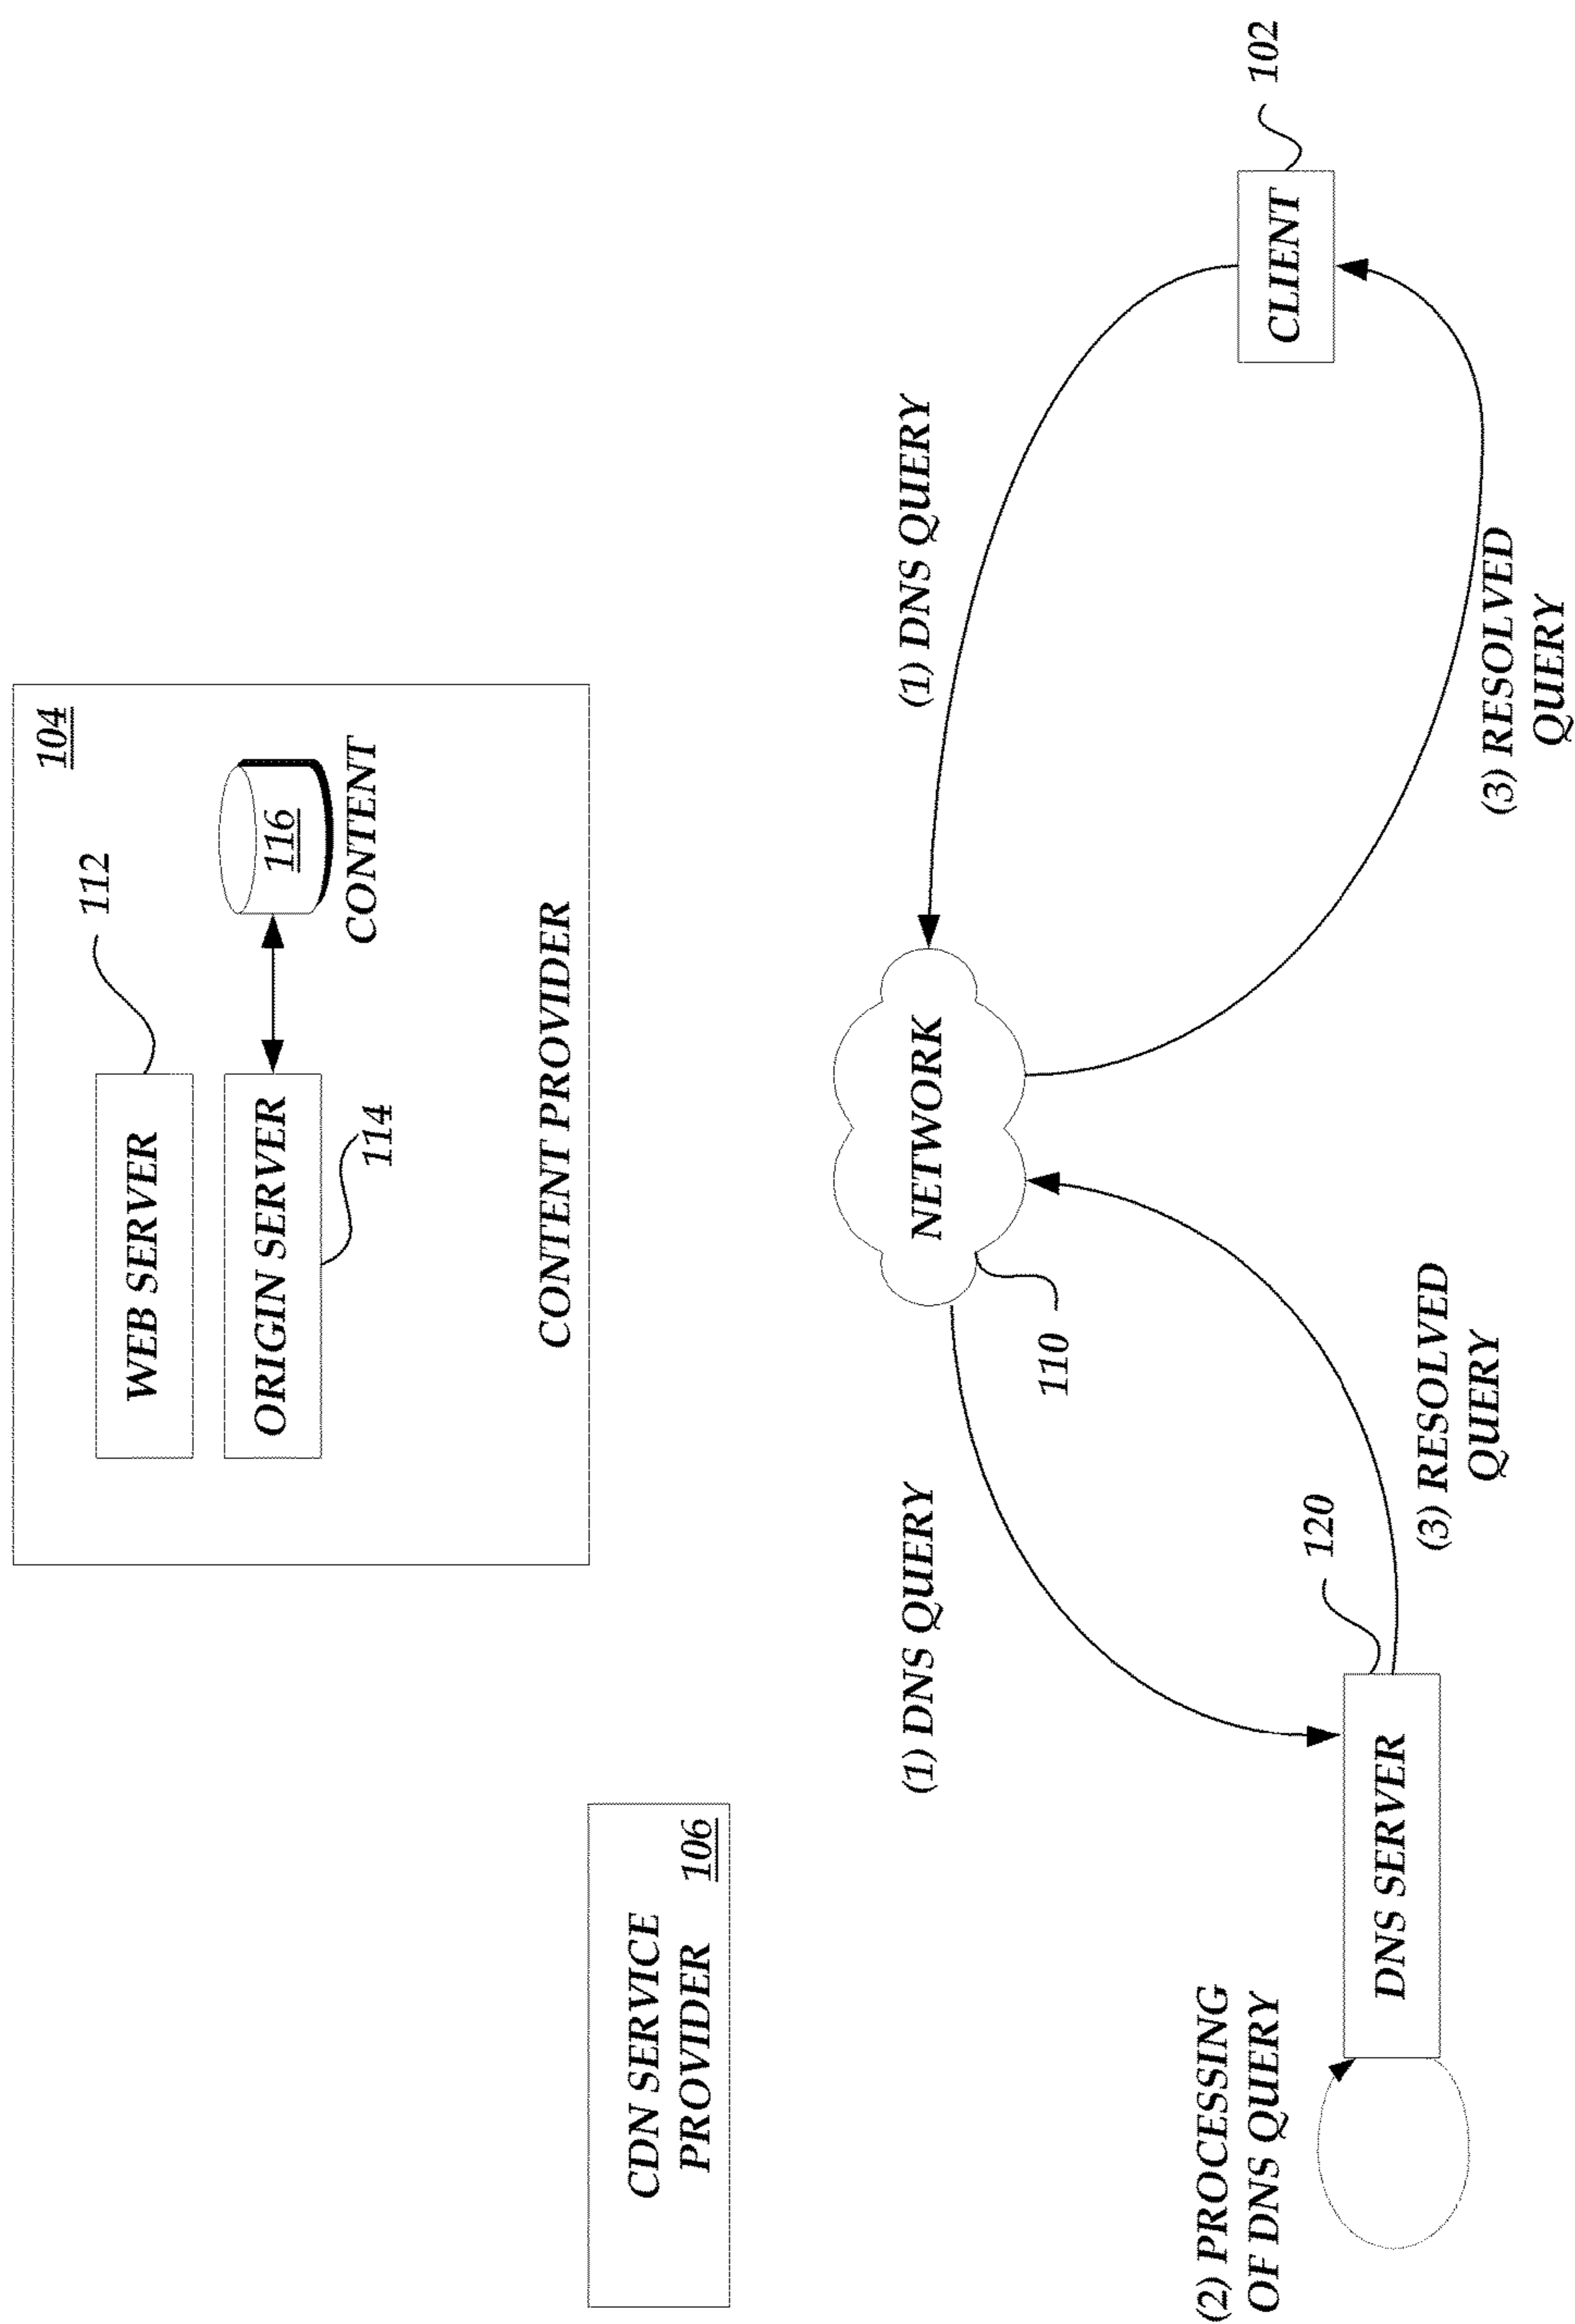 104
WEB SERVER
112
ORIGIN SERVER
114
116
CONTENT
CONTENT PROVIDER
CDN SERVICE
PROVIDER
106
(1) DNS QUERY
NETWORK
110
(1) DNS QUERY
CLIENT
102
(2) PROCESSING
OF DNS QUERY
DNS SERVER
120
(3) RESOLVED
QUERY
(3) RESOLVED
QUERY